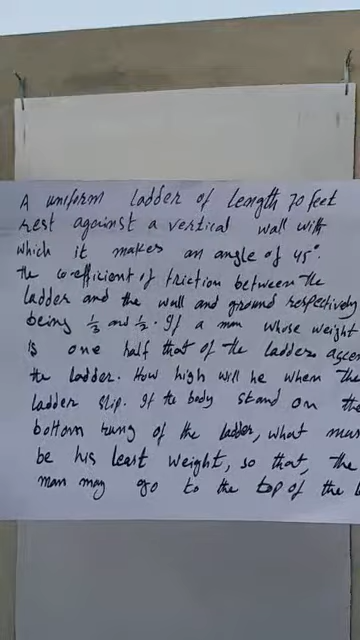 A uniform ladder of length 70 feet
rest against a vertical wall with
which it makes an angle of 45°.
The co-efficient of friction between the
ladder and the wall and ground respectively
being 1/3 and 1/2. If a man whose weight
is one half that of the ladder ascen
the ladder. How high will he when the
ladder slip. If the body stand on the
bottom rung of the ladder, what mus
be his least weight, so that, the
man may go to the top of the l